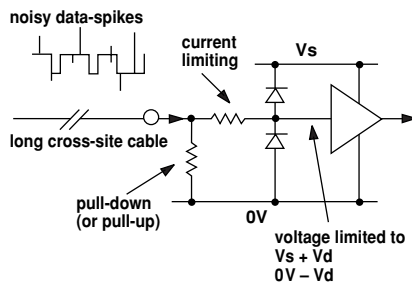 noisy data-spikes
current
limiting
Vs
long cross-site cable
pull-down
(or pull-up)
0V
voltage limited to
Vs + Vd
0V – Vd